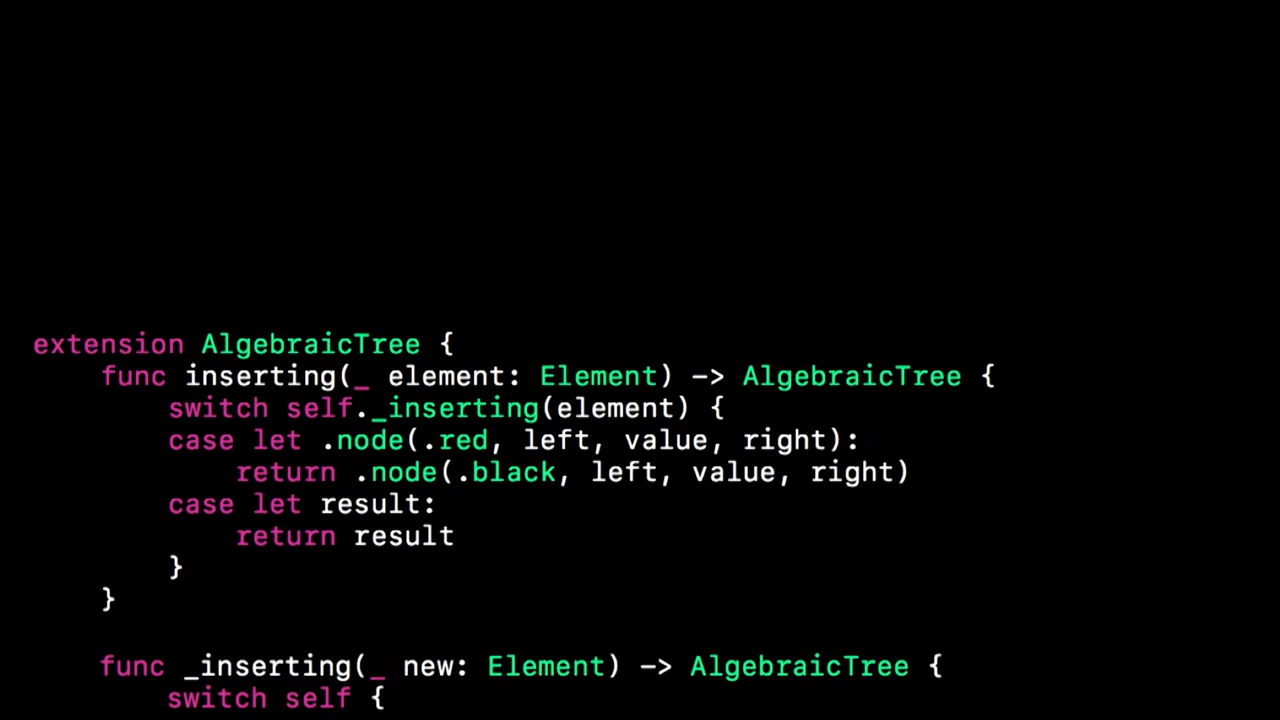 extension AlgebraicTree {
    func inserting(_ element: Element) -> AlgebraicTree {
        switch self._inserting(element) {
        case let .node(.red, left, value, right):
            return .node(.black, left, value, right)
        case let result:
            return result
        }
    }

    func _inserting(_ new: Element) -> AlgebraicTree {
        switch self {